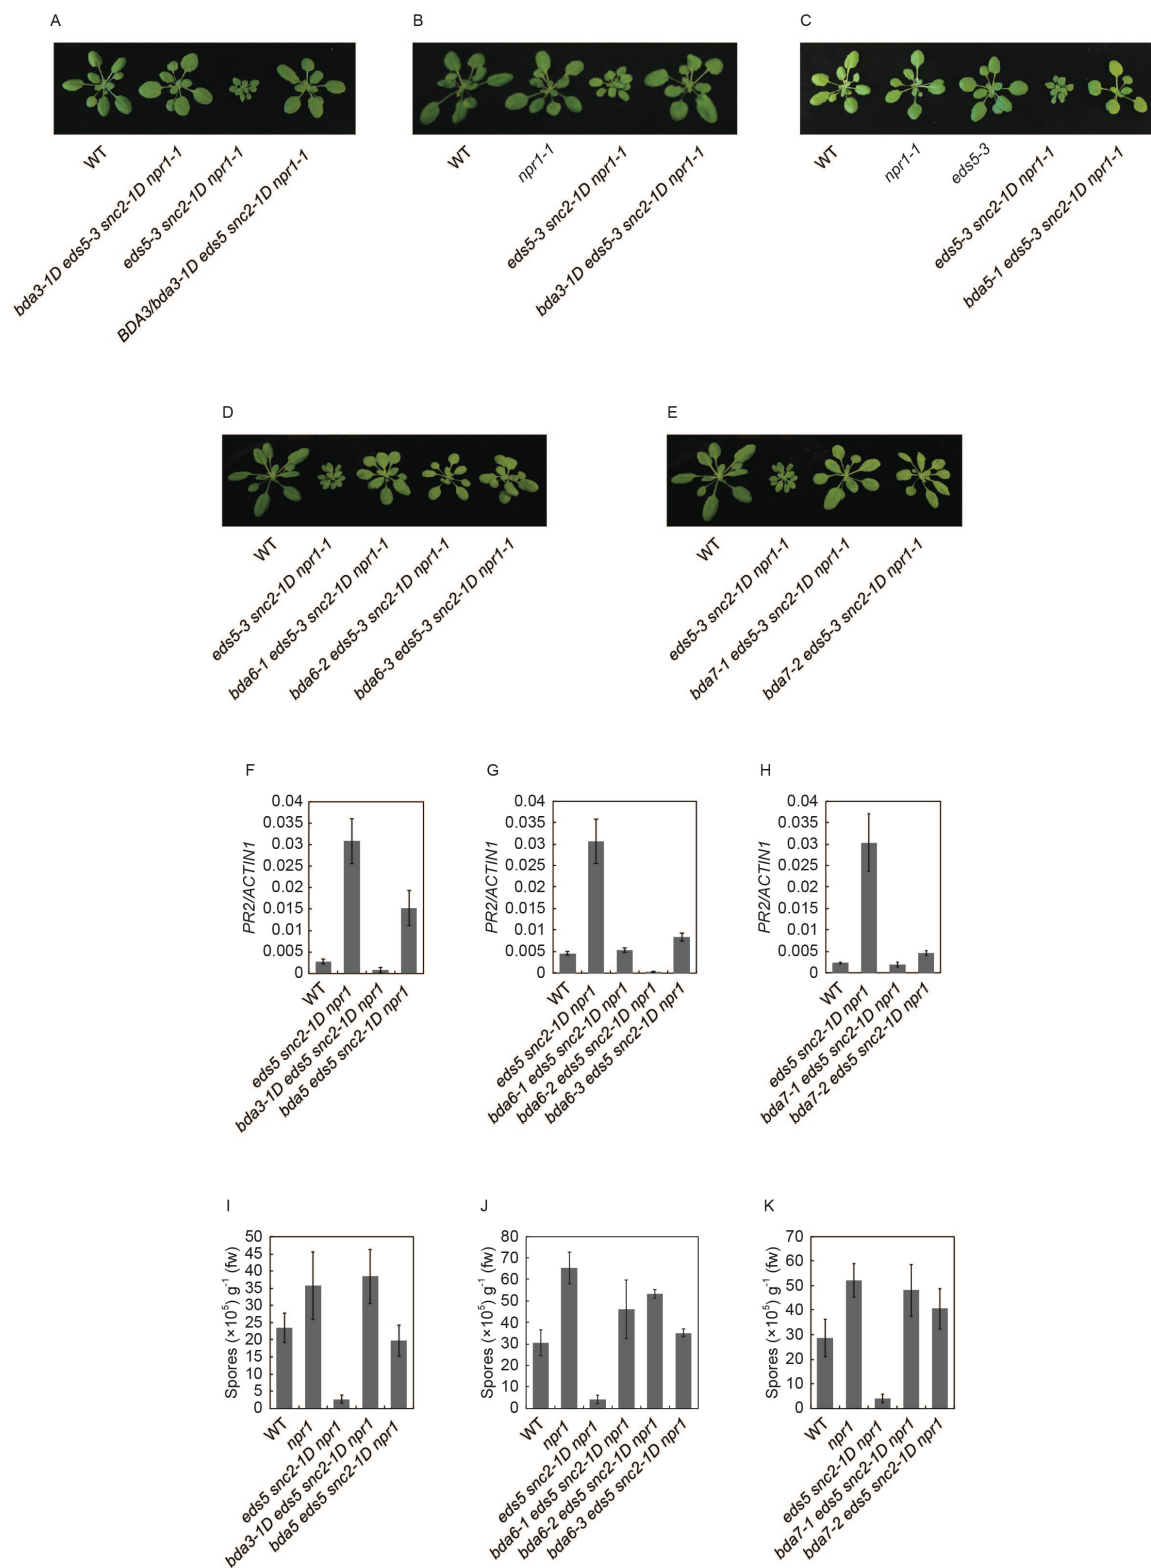 A
B
C
WT
bda3-1D eds5-3 snc2-1D npr1-1
eds5-3 snc2-1D npr1-1
BDA3/bda3-1D eds5 snc2-1D npr1-1
WT
npr1-1
eds5-3 snc2-1D npr1-1
bda3-1D eds5-3 snc2-1D npr1-1
WT
npr1-1
eds5-3
eds5-3 snc2-1D npr1-1
bda5-1 eds5-3 snc2-1D npr1-1
D
E
WT
eds5-3 snc2-1D npr1-1
bda6-1 eds5-3 snc2-1D npr1-1
bda6-2 eds5-3 snc2-1D npr1-1
bda6-3 eds5-3 snc2-1D npr1-1
WT
eds5-3 snc2-1D npr1-1
bda7-1 eds5-3 snc2-1D npr1-1
bda7-2 eds5-3 snc2-1D npr1-1
F
PR2/ACTIN1
0.04
0.035
0.03
0.025
0.02
0.015
0.01
0.005
0
WT
eds5 snc2-1D npr1
bda3-1D eds5 snc2-1D npr1
bda5 eds5 snc2-1D npr1
G
PR2/ACTIN1
0.04
0.035
0.03
0.025
0.02
0.015
0.01
0.005
0
WT
eds5 snc2-1D npr1
bda6-1 eds5 snc2-1D npr1
bda6-2 eds5 snc2-1D npr1
bda6-3 eds5 snc2-1D npr1
H
PR2/ACTIN1
0.04
0.035
0.03
0.025
0.02
0.015
0.01
0.005
0
WT
eds5 snc2-1D npr1
bda7-1 eds5 snc2-1D npr1
bda7-2 eds5 snc2-1D npr1
I
Spores (×10⁵) g⁻¹ (fw)
50
45
40
35
30
25
20
15
10
5
0
WT
npr1
eds5 snc2-1D npr1
bda3-1D eds5 snc2-1D npr1
bda5 eds5 snc2-1D npr1
J
Spores (×10⁵) g⁻¹ (fw)
80
70
60
50
40
30
20
10
0
WT
npr1
eds5 snc2-1D npr1
bda6-1 eds5 snc2-1D npr1
bda6-2 eds5 snc2-1D npr1
bda6-3 eds5 snc2-1D npr1
K
Spores (×10⁵) g⁻¹ (fw)
70
60
50
40
30
20
10
0
WT
npr1
eds5 snc2-1D npr1
bda7-1 eds5 snc2-1D npr1
bda7-2 eds5 snc2-1D npr1